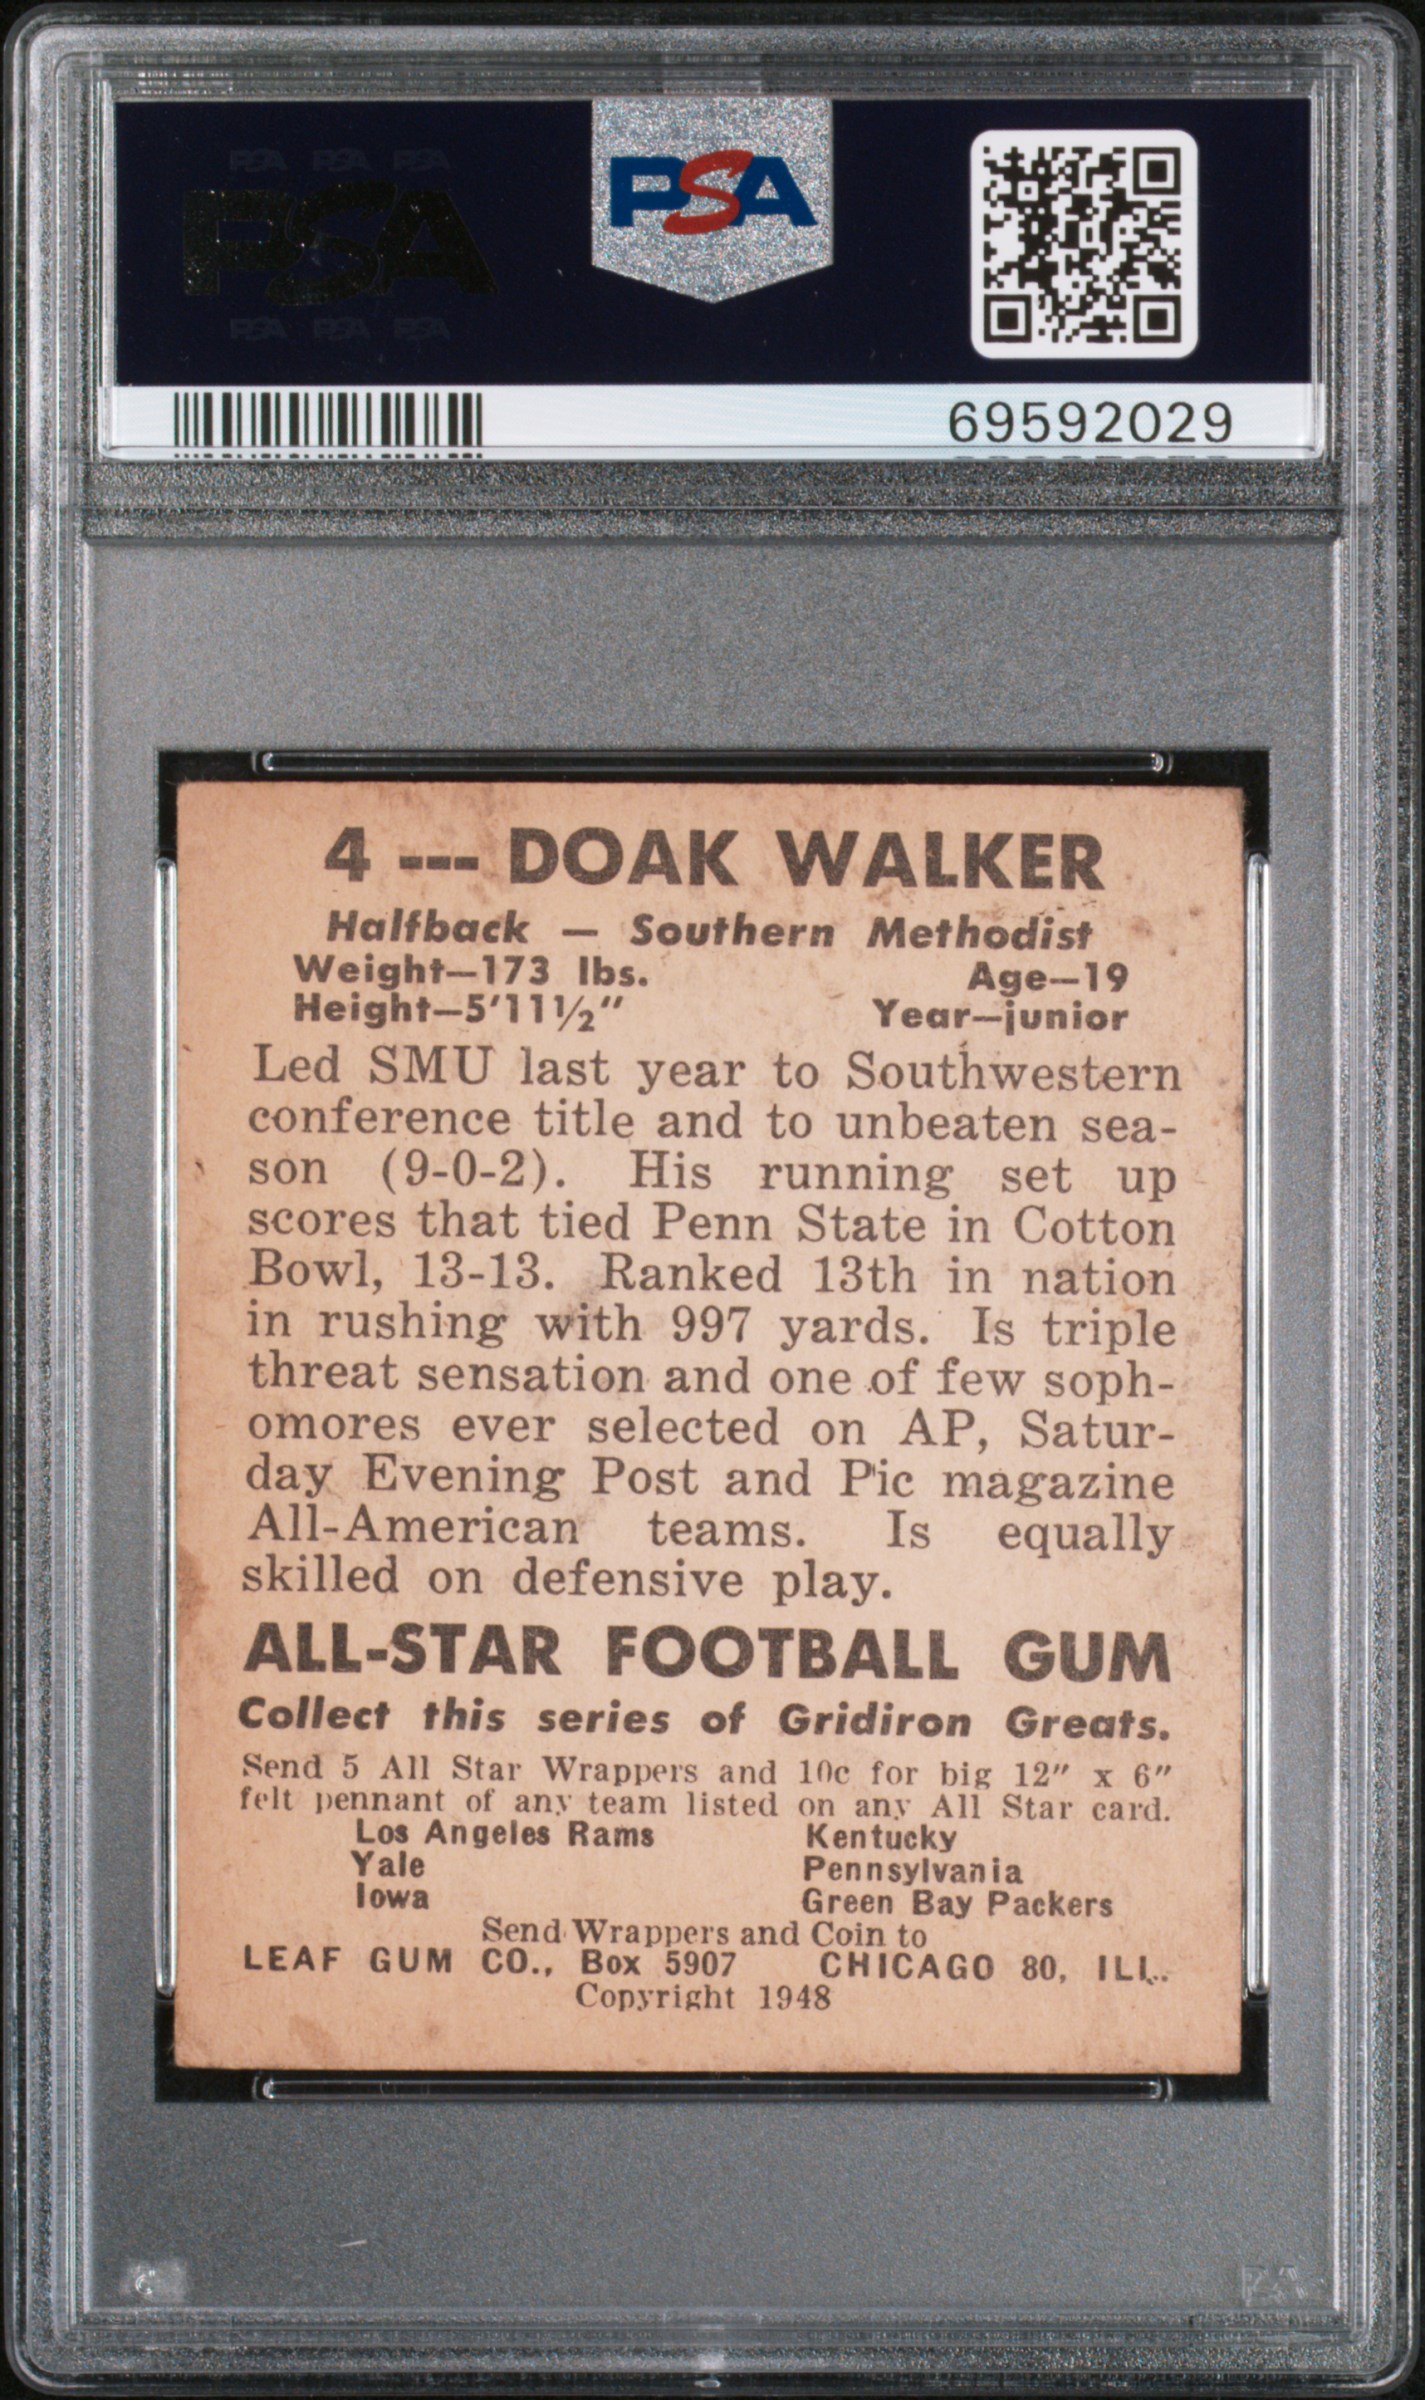 PSA PSA PSA
PSA
PSA PSA PSA
PSA
69592029
4 --- DOAK WALKER
Halfback — Southern Methodist
Weight—173 lbs. Age—19
Height—5'11½" Year—junior
Led SMU last year to Southwestern
conference title and to unbeaten sea-
son (9-0-2). His running set up
scores that tied Penn State in Cotton
Bowl, 13-13. Ranked 13th in nation
in rushing with 997 yards. Is triple
threat sensation and one of few soph-
omores ever selected on AP, Satur-
day Evening Post and Pic magazine
All-American teams. Is equally
skilled on defensive play.
ALL-STAR FOOTBALL GUM
Collect this series of Gridiron Greats.
Send 5 All Star Wrappers and 10c for big 12" x 6"
felt pennant of any team listed on any All Star card.
Los Angeles Rams Kentucky
Yale Pennsylvania
Iowa Green Bay Packers
Send Wrappers and Coin to
LEAF GUM CO., Box 5907 CHICAGO 80, ILL.
Copyright 1948